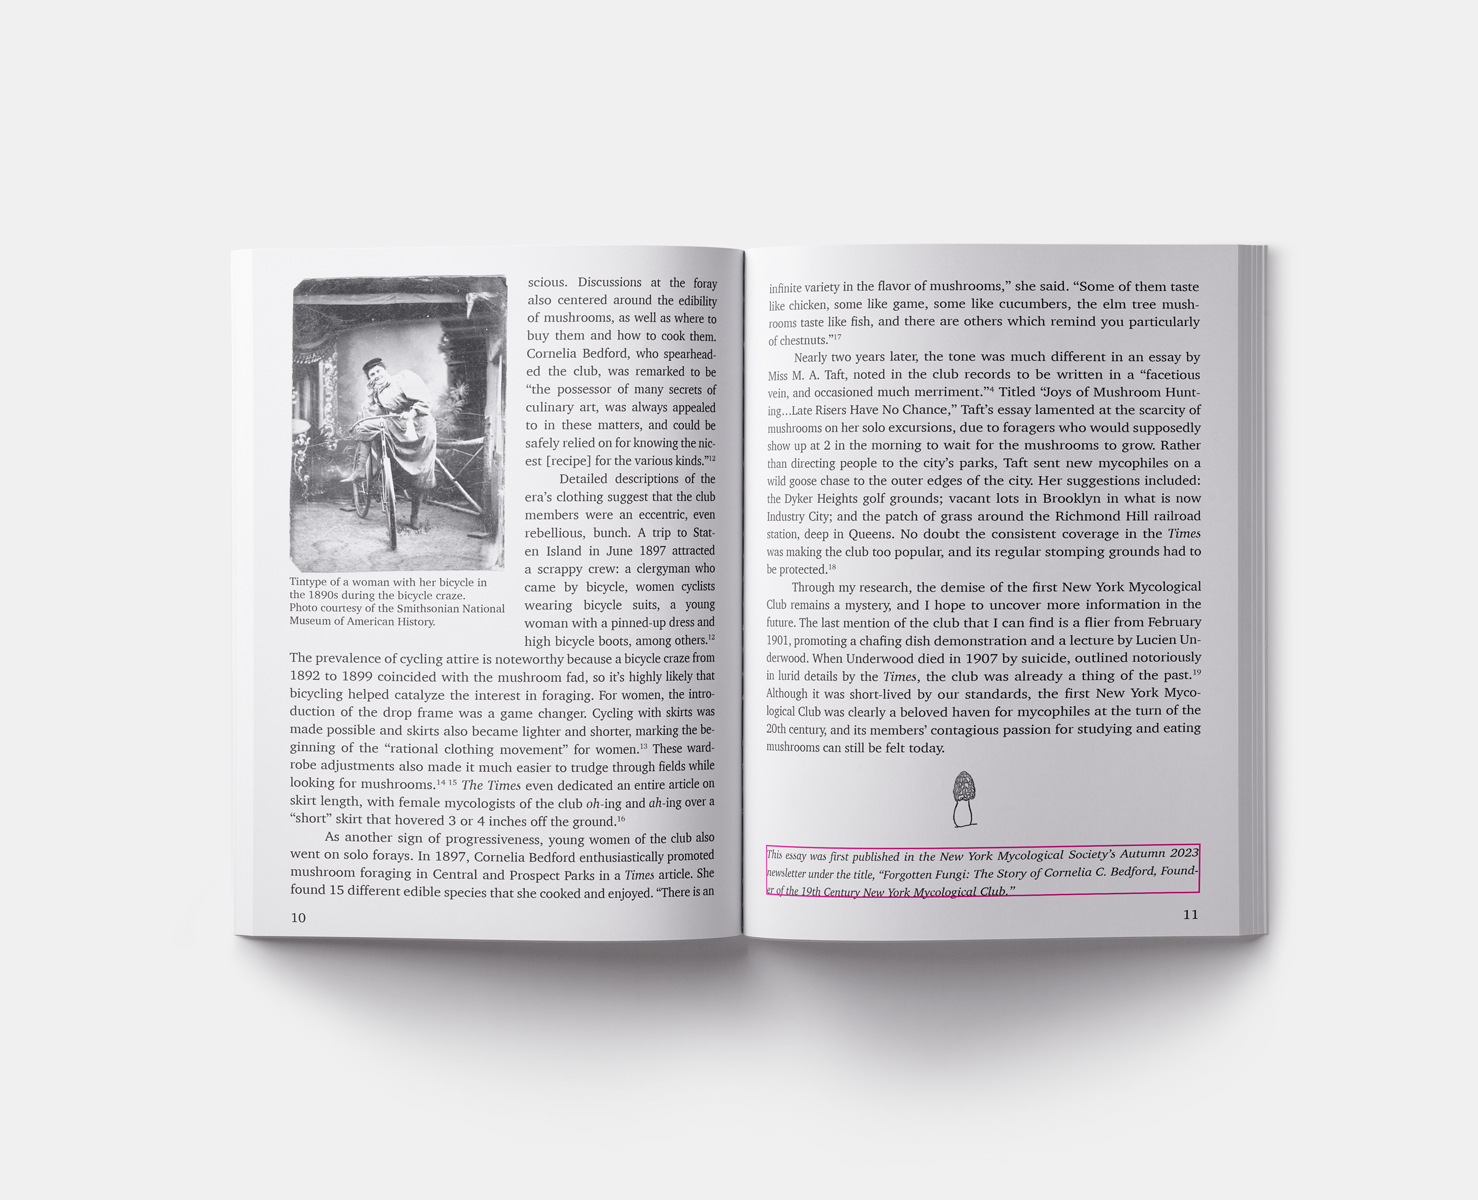 scious. Discussions at the foray
also centered around the edibility
of mushrooms, as well as where to
buy them and how to cook them.
Cornelia Bedford, who spearhead-
ed the club, was remarked to be
“the possessor of many secrets of
culinary art, was always appealed
to in these matters, and could be
safely relied on for knowing the nic-
est [recipe] for the various kinds.”12
Detailed descriptions of the
era’s clothing suggest that the club
members were an eccentric, even
rebellious, bunch. A trip to Stat-
en Island in June 1897 attracted
a scrappy crew: a clergyman who
came by bicycle, women cyclists
wearing bicycle suits, a young
woman with a pinned-up dress and
high bicycle boots, among others.12
Tintype of a woman with her bicycle in
the 1890s during the bicycle craze.
Photo courtesy of the Smithsonian National
Museum of American History.
The prevalence of cycling attire is noteworthy because a bicycle craze from
1892 to 1899 coincided with the mushroom fad, so it’s highly likely that
bicycling helped catalyze the interest in foraging. For women, the intro-
duction of the drop frame was a game changer. Cycling with skirts was
made possible and skirts also became lighter and shorter, marking the be-
ginning of the “rational clothing movement” for women.13 These ward-
robe adjustments also made it much easier to trudge through fields while
looking for mushrooms.14 15 The Times even dedicated an entire article on
skirt length, with female mycologists of the club oh-ing and ah-ing over a
“short” skirt that hovered 3 or 4 inches off the ground.16
As another sign of progressiveness, young women of the club also
went on solo forays. In 1897, Cornelia Bedford enthusiastically promoted
mushroom foraging in Central and Prospect Parks in a Times article. She
found 15 different edible species that she cooked and enjoyed. “There is an
10
infinite variety in the flavor of mushrooms,” she said. “Some of them taste
like chicken, some like game, some like cucumbers, the elm tree mush-
rooms taste like fish, and there are others which remind you particularly
of chestnuts.”17
Nearly two years later, the tone was much different in an essay by
Miss M. A. Taft, noted in the club records to be written in a “facetious
vein, and occasioned much merriment.”4 Titled “Joys of Mushroom Hunt-
ing...Late Risers Have No Chance,” Taft’s essay lamented at the scarcity of
mushrooms on her solo excursions, due to foragers who would supposedly
show up at 2 in the morning to wait for the mushrooms to grow. Rather
than directing people to the city’s parks, Taft sent new mycophiles on a
wild goose chase to the outer edges of the city. Her suggestions included:
the Dyker Heights golf grounds; vacant lots in Brooklyn in what is now
Industry City; and the patch of grass around the Richmond Hill railroad
station, deep in Queens. No doubt the consistent coverage in the Times
was making the club too popular, and its regular stomping grounds had to
be protected.18
Through my research, the demise of the first New York Mycological
Club remains a mystery, and I hope to uncover more information in the
future. The last mention of the club that I can find is a flier from February
1901, promoting a chafing dish demonstration and a lecture by Lucien Un-
derwood. When Underwood died in 1907 by suicide, outlined notoriously
in lurid details by the Times, the club was already a thing of the past.19
Although it was short-lived by our standards, the first New York Myco-
logical Club was clearly a beloved haven for mycophiles at the turn of the
20th century, and its members’ contagious passion for studying and eating
mushrooms can still be felt today.
This essay was first published in the New York Mycological Society’s Autumn 2023
newsletter under the title, “Forgotten Fungi: The Story of Cornelia C. Bedford, Found-
er of the 19th Century New York Mycological Club.”
11